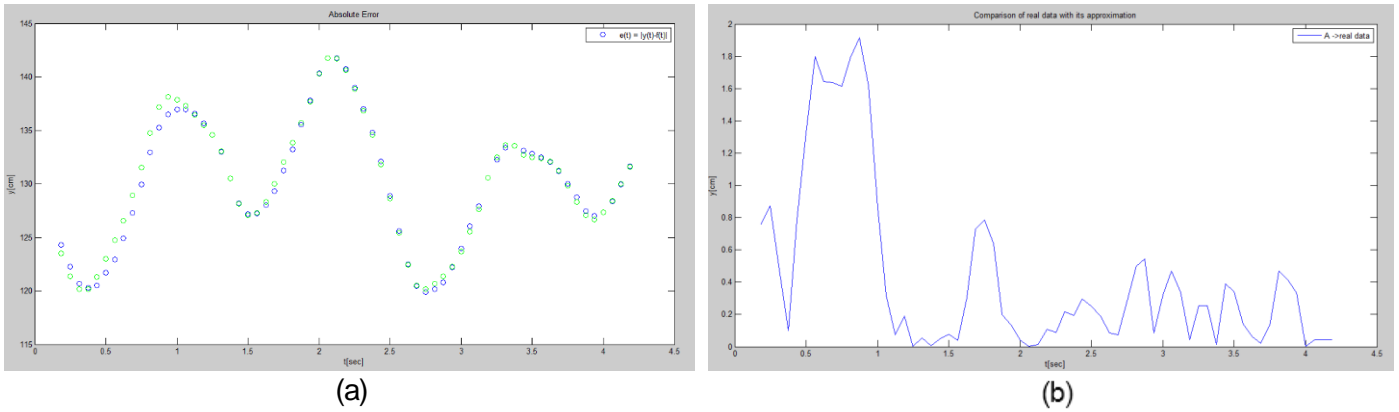 Absolute Error
e(t) = |y(t)-f(t)|
145
140
135
130
125
120
115
y[cm]
0 0.5 1 1.5 2 2.5 3 3.5 4 4.5
t[sec]
(a)
Comparison of real data with its approximation
A ->real data
2
1.8
1.6
1.4
1.2
1
0.8
0.6
0.4
0.2
0
y[cm]
0 0.5 1 1.5 2 2.5 3 3.5 4 4.5
t[sec]
(b)